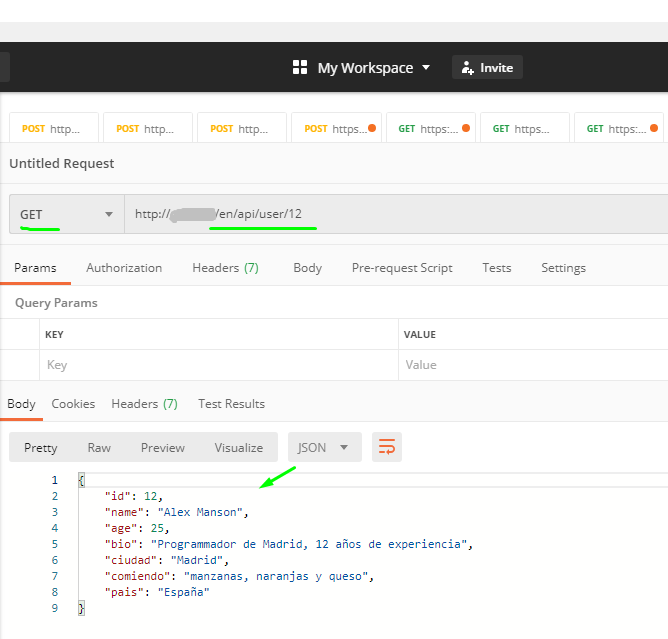 My Workspace Invite
POST http... POST http... POST http... POST https... GET https:... GET https... GET https:...
Untitled Request
GET http:// /en/api/user/12
Params Authorization Headers (7) Body Pre-request Script Tests Settings
Query Params
KEY VALUE
Key Value
Body Cookies Headers (7) Test Results
Pretty Raw Preview Visualize JSON
1 {
2 "id": 12,
3 "name": "Alex Manson",
4 "age": 25,
5 "bio": "Programmador de Madrid, 12 años de experiencia",
6 "ciudad": "Madrid",
7 "comiendo": "manzanas, naranjas y queso",
8 "pais": "España"
9 }